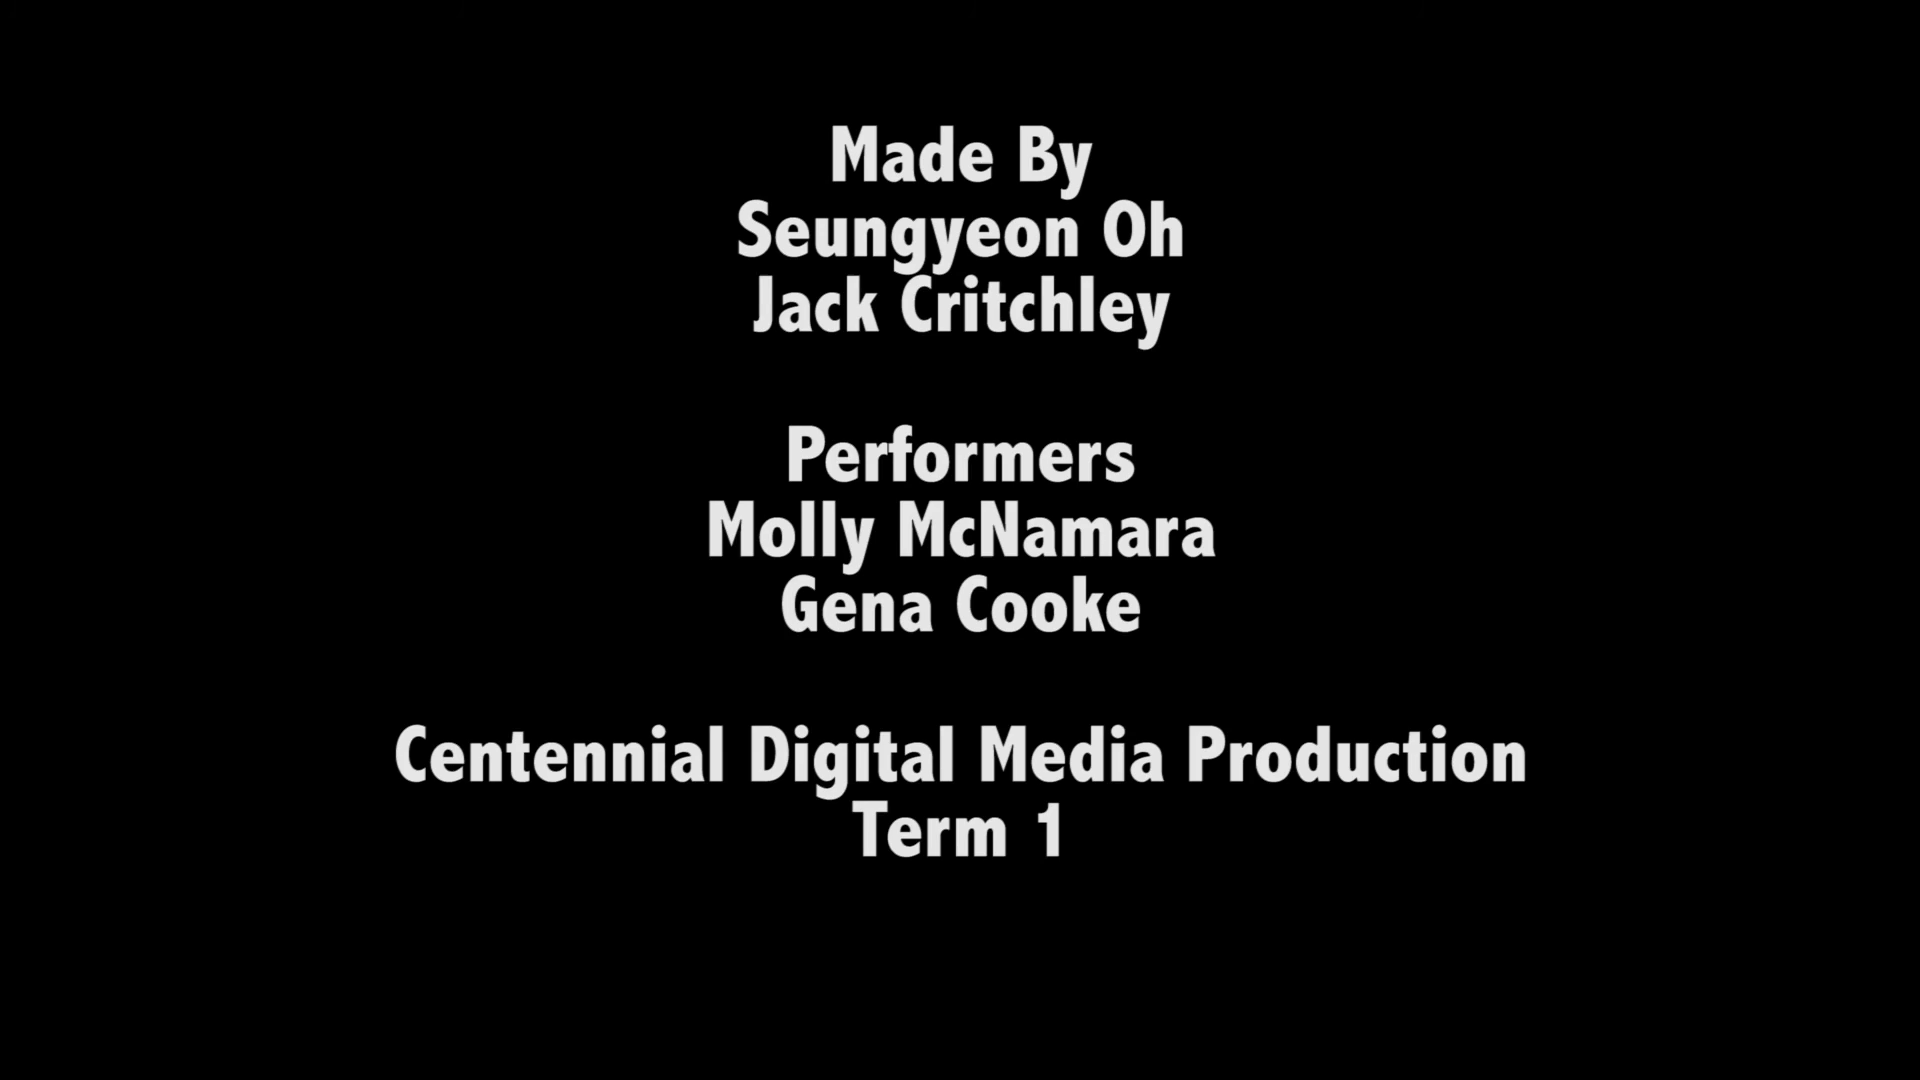 Made By
Seungyeon Oh
Jack Critchley
Performers
Molly McNamara
Gena Cooke
Centennial Digital Media Production
Term 1